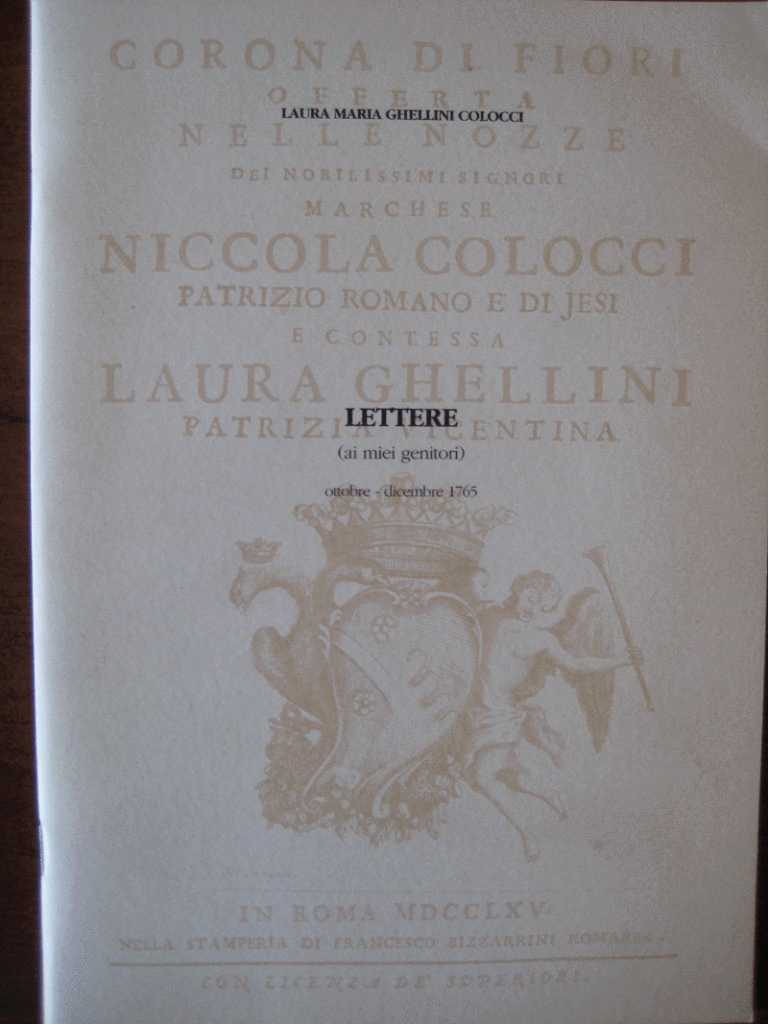 CORONA DI FIORI
OFFERTA
LAURA MARIA GHELLINI COLOCCI
NELLE NOZZE
DEI NOBILISSIMI SIGNORI
MARCHESE
NICCOLA COLOCCI
PATRIZIO ROMANO E DI JESI
E CONTESSA
LAURA GHELLINI
LETTERE
PATRIZIA VICENTINA
(ai miei genitori)
ottobre - dicembre 1765
IN ROMA MDCCLXV.
NELLA STAMPERIA DI FRANCESCO BIZZARRINI KOMAREK.
CON LICENZA DE' SUPERIORI.